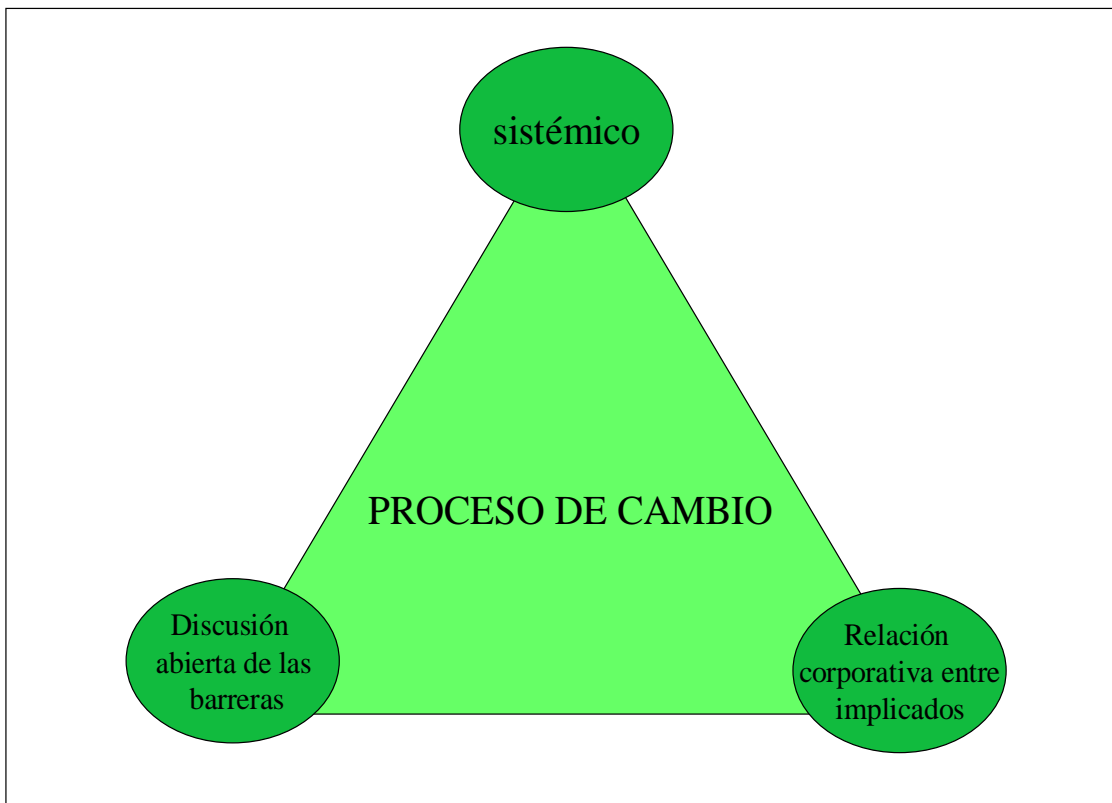 sistémico
PROCESO DE CAMBIO
Discusión
abierta de las
barreras
Relación
corporativa entre
implicados